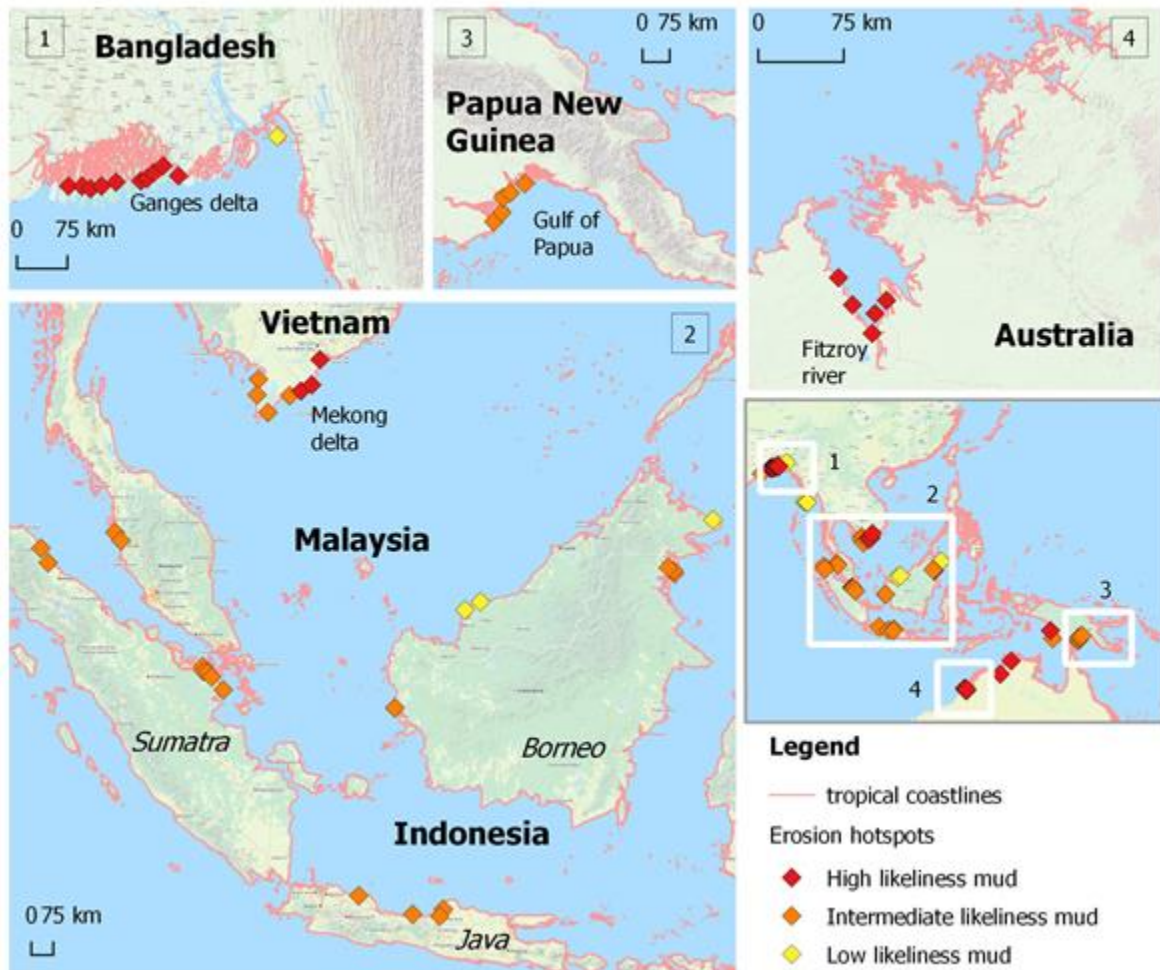 1
Bangladesh
Ganges delta
0 75 km
3
0 75 km
Papua New
Guinea
Gulf of
Papua
0 75 km
4
Fitzroy
river
Australia
Vietnam
2
Mekong
delta
Malaysia
Sumatra
Borneo
Indonesia
Java
0 75 km
1
2
3
4
Legend
tropical coastlines
Erosion hotspots
High likeliness mud
Intermediate likeliness mud
Low likeliness mud